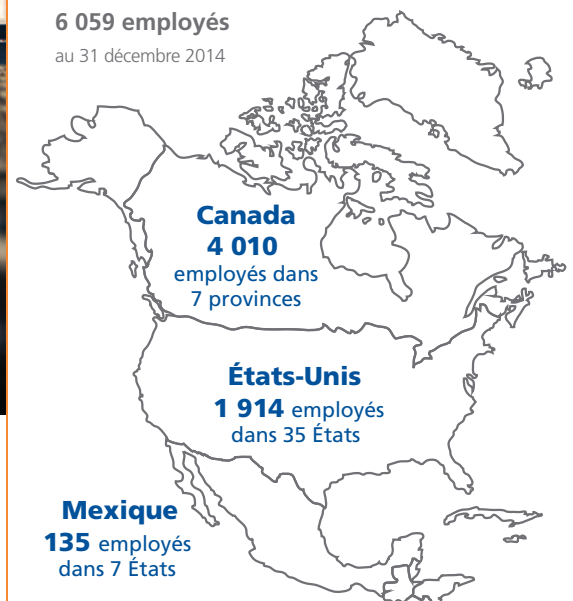 6 059 employés
au 31 décembre 2014
Canada
4 010
employés dans
7 provinces
États-Unis
1 914 employés
dans 35 États
Mexique
135 employés
dans 7 États